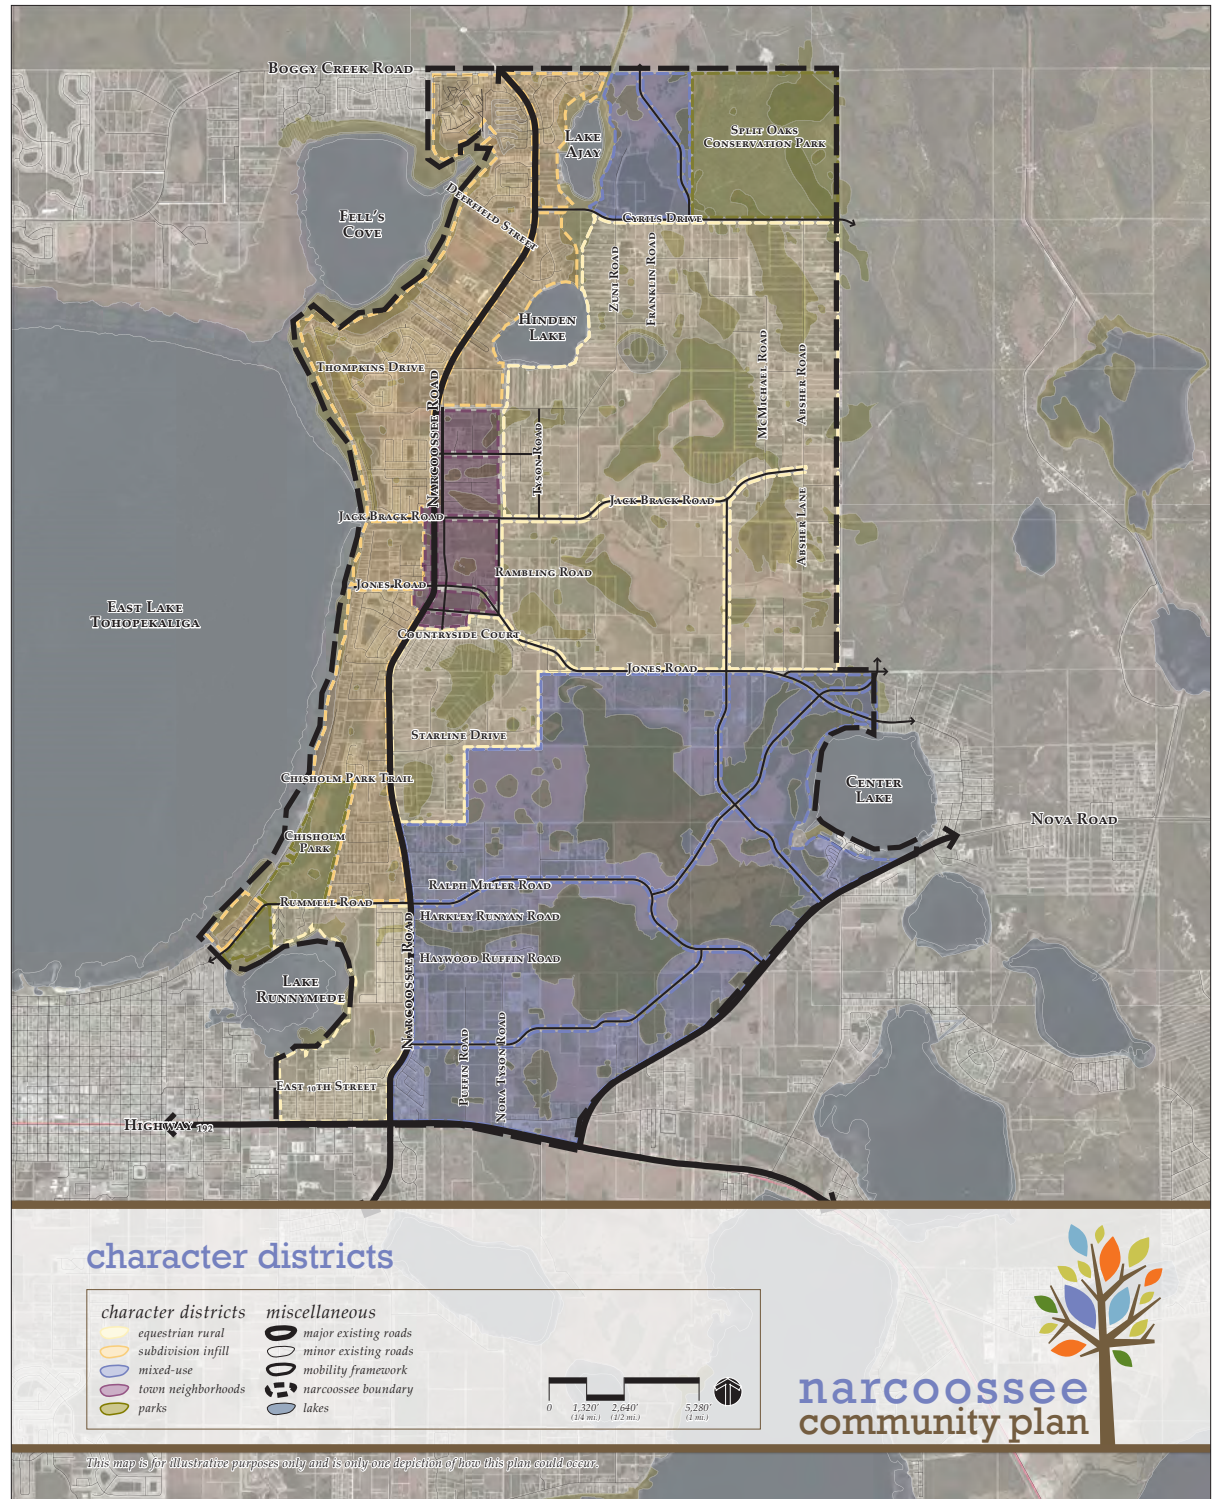 Boggy Creek Road
Lake
Ajay
Split Oaks
Conservation Park
Deerfield Street
Fell's
Cove
Cyrils Drive
Zuni Road
Franklin Road
Hinden
Lake
Thompkins Drive
McMichael Road
Absher Road
Narcoossee Road
Tyson Road
Jack Brack Road
Jack Brack Road
Absher Lane
Rambling Road
Jones Road
East Lake
Tohopekaliga
Countryside Court
Jones Road
Starline Drive
Chisholm Park Trail
Center
Lake
Nova Road
Chisholm
Park
Ralph Miller Road
Rummell Road
Harkley Runyan Road
Narcoossee Road
Haywood Ruffin Road
Lake
Runnymede
Puffin Road
Nora Tyson Road
East 10th Street
Highway 192
character districts
character districts
equestrian rural
subdivision infill
mixed-use
town neighborhoods
parks
miscellaneous
major existing roads
minor existing roads
mobility framework
narcoossee boundary
lakes
0 1,320' 2,640' 5,280'
(1/4 mi.) (1/2 mi.) (1 mi.)
narcoossee
community plan
This map is for illustrative purposes only and is only one depiction of how this plan could occur.